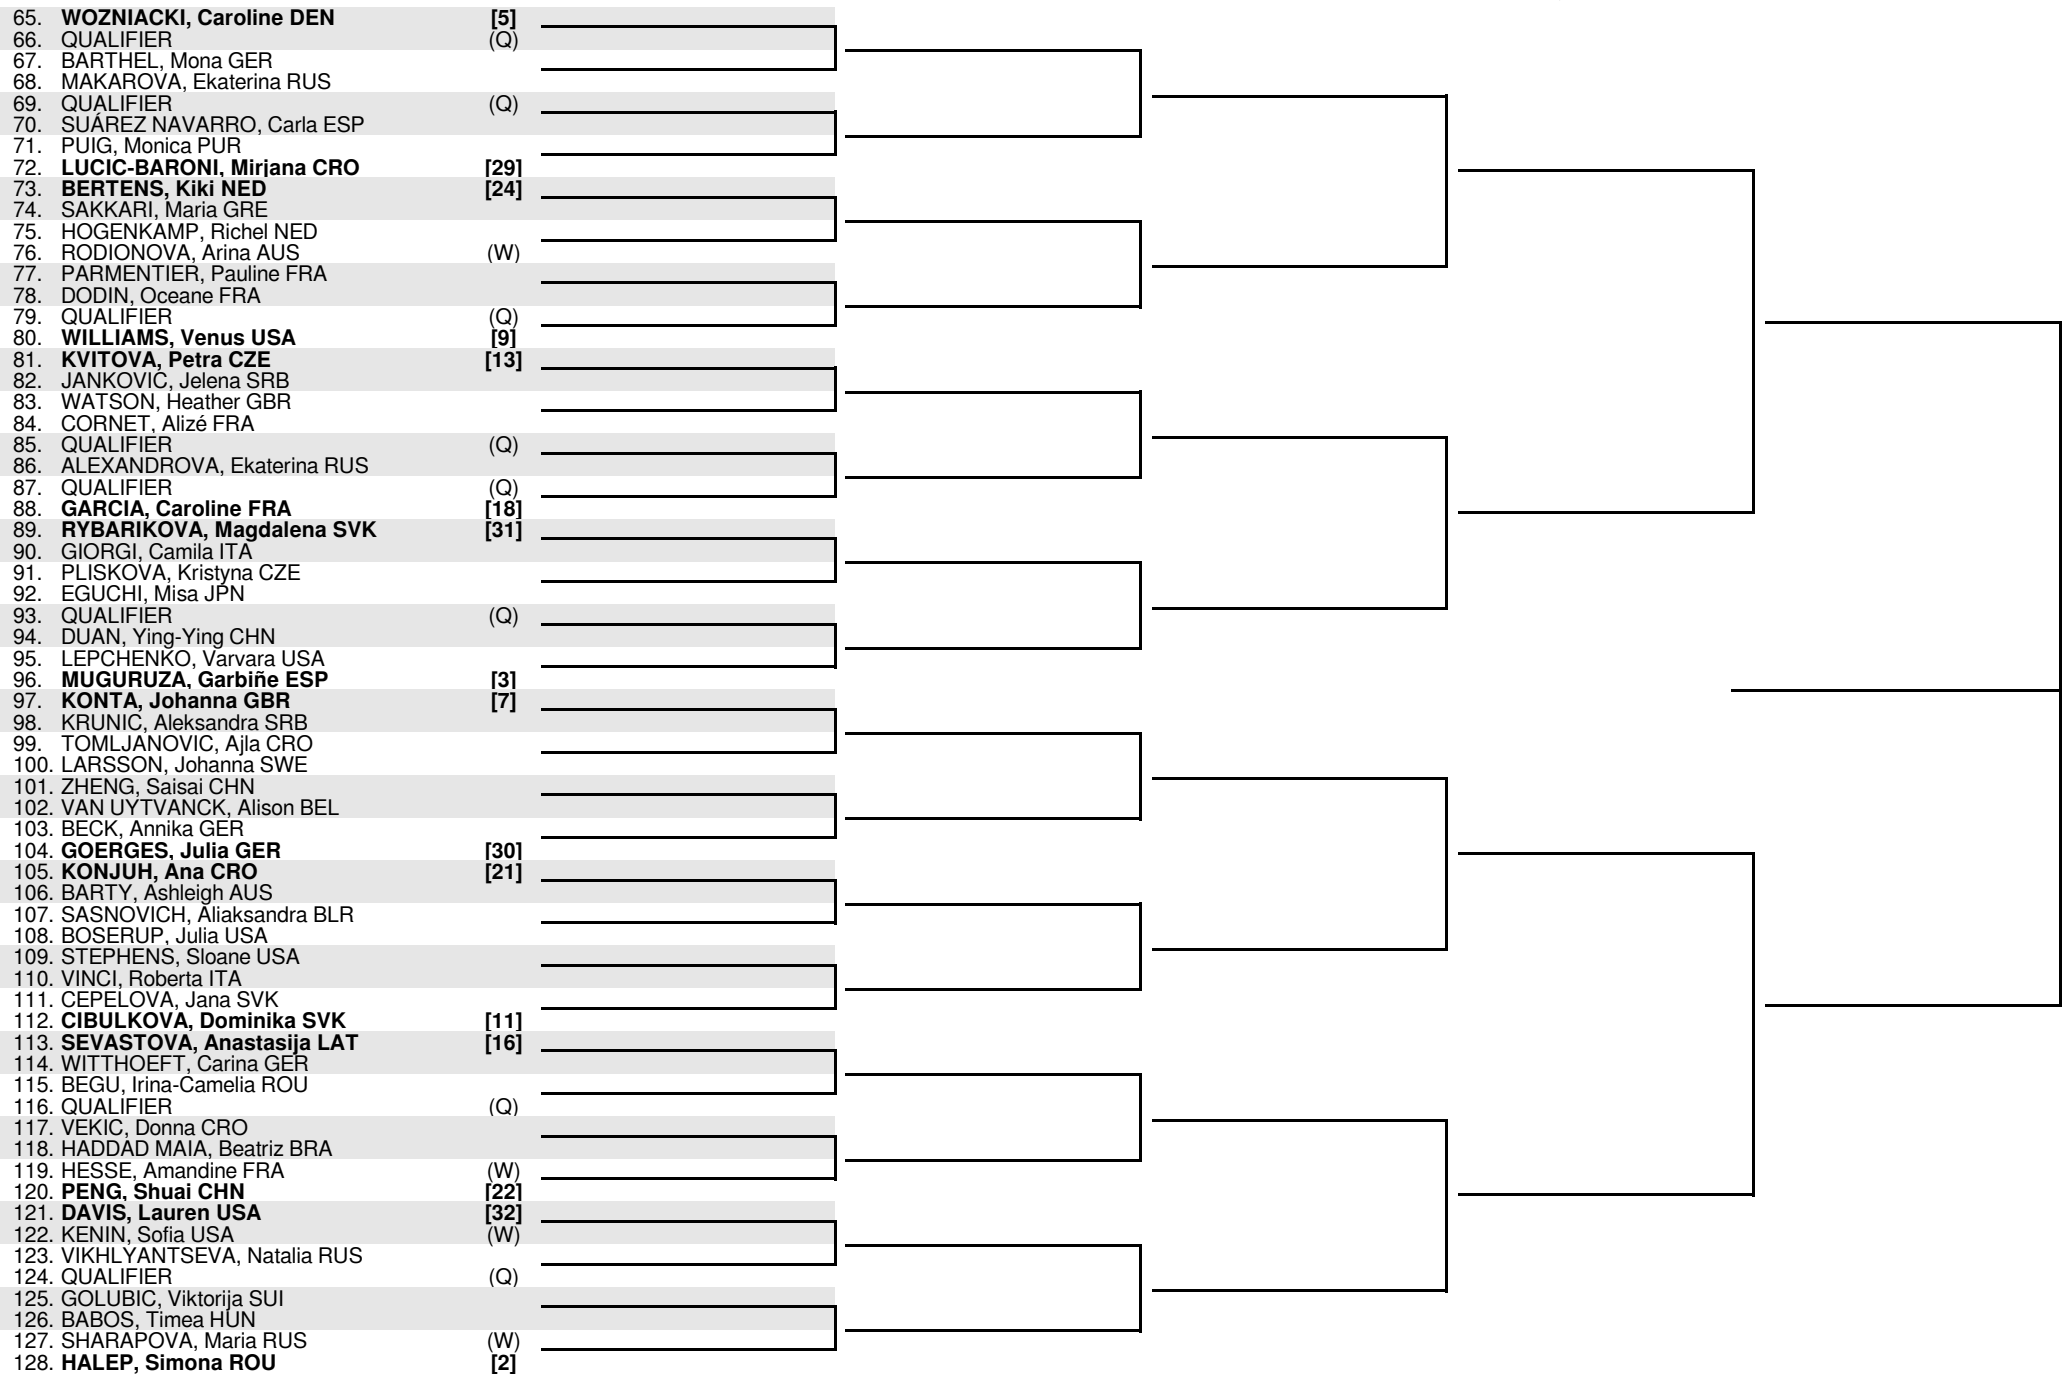 65. WOZNIACKI, Caroline DEN [5]
66. QUALIFIER (Q)
67. BARTHEL, Mona GER
68. MAKAROVA, Ekaterina RUS
69. QUALIFIER (Q)
70. SUÁREZ NAVARRO, Carla ESP
71. PUIG, Monica PUR
72. LUCIC-BARONI, Mirjana CRO [29]
73. BERTENS, Kiki NED [24]
74. SAKKARI, Maria GRE
75. HOGENKAMP, Richel NED
76. RODIONOVA, Arina AUS (W)
77. PARMENTIER, Pauline FRA
78. DODIN, Oceane FRA
79. QUALIFIER (Q)
80. WILLIAMS, Venus USA [9]
81. KVITOVA, Petra CZE [13]
82. JANKOVIC, Jelena SRB
83. WATSON, Heather GBR
84. CORNET, Alizé FRA
85. QUALIFIER (Q)
86. ALEXANDROVA, Ekaterina RUS
87. QUALIFIER (Q)
88. GARCIA, Caroline FRA [18]
89. RYBARIKOVA, Magdalena SVK [31]
90. GIORGI, Camila ITA
91. PLISKOVA, Kristyna CZE
92. EGUCHI, Misa JPN
93. QUALIFIER (Q)
94. DUAN, Ying-Ying CHN
95. LEPCHENKO, Varvara USA
96. MUGURUZA, Garbiñe ESP [3]
97. KONTA, Johanna GBR [7]
98. KRUNIC, Aleksandra SRB
99. TOMLJANOVIC, Ajla CRO
100. LARSSON, Johanna SWE
101. ZHENG, Saisai CHN
102. VAN UYTVANCK, Alison BEL
103. BECK, Annika GER
104. GOERGES, Julia GER [30]
105. KONJUH, Ana CRO [21]
106. BARTY, Ashleigh AUS
107. SASNOVICH, Aliaksandra BLR
108. BOSERUP, Julia USA
109. STEPHENS, Sloane USA
110. VINCI, Roberta ITA
111. CEPELOVA, Jana SVK
112. CIBULKOVA, Dominika SVK [11]
113. SEVASTOVA, Anastasija LAT [16]
114. WITTHOEFT, Carina GER
115. BEGU, Irina-Camelia ROU
116. QUALIFIER (Q)
117. VEKIC, Donna CRO
118. HADDAD MAIA, Beatriz BRA
119. HESSE, Amandine FRA (W)
120. PENG, Shuai CHN [22]
121. DAVIS, Lauren USA [32]
122. KENIN, Sofia USA (W)
123. VIKHLYANTSEVA, Natalia RUS
124. QUALIFIER (Q)
125. GOLUBIC, Viktorija SUI
126. BABOS, Timea HUN
127. SHARAPOVA, Maria RUS (W)
128. HALEP, Simona ROU [2]